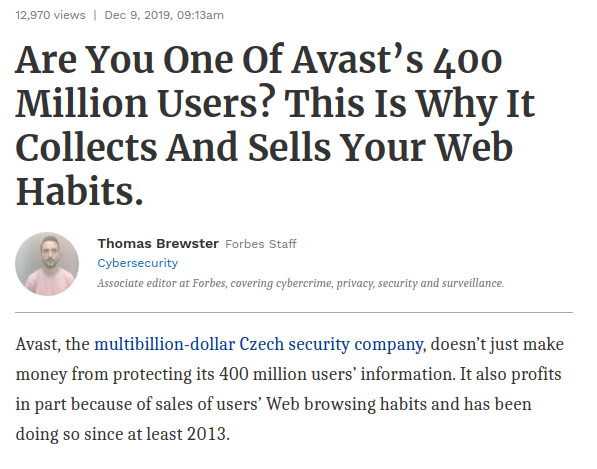 12,970 views | Dec 9, 2019, 09:13am
Are You One Of Avast’s 400
Million Users? This Is Why It
Collects And Sells Your Web
Habits.
Thomas Brewster Forbes Staff
Cybersecurity
Associate editor at Forbes, covering cybercrime, privacy, security and surveillance.
Avast, the multibillion-dollar Czech security company, doesn’t just make
money from protecting its 400 million users’ information. It also profits
in part because of sales of users’ Web browsing habits and has been
doing so since at least 2013.